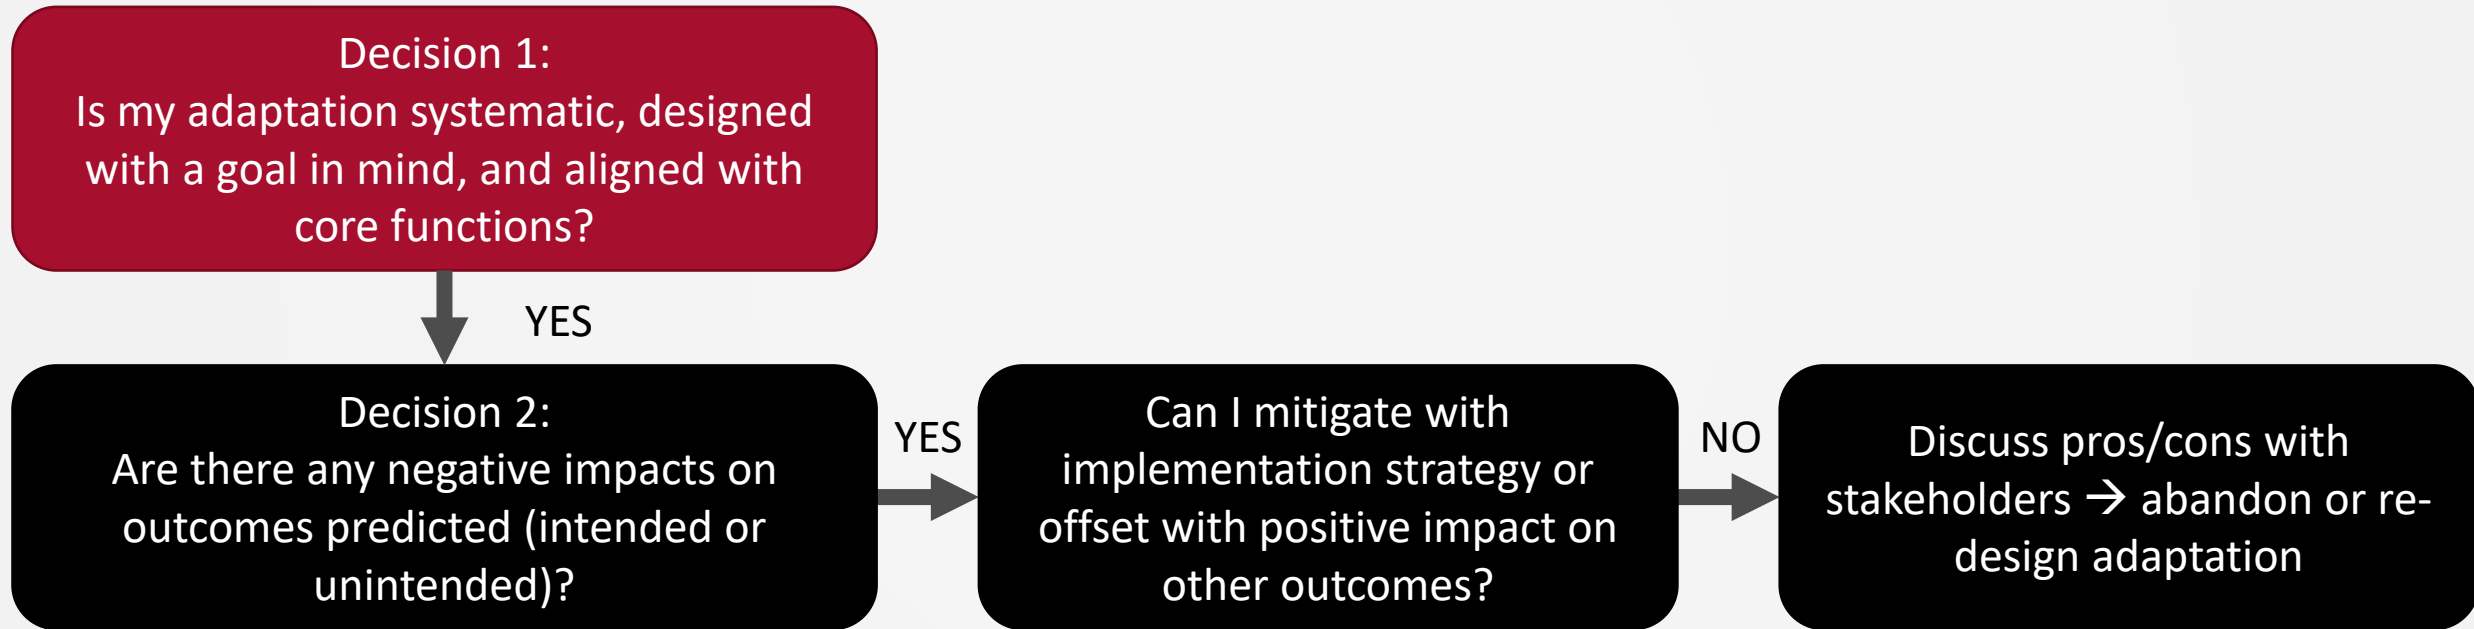 Decision 1:
Is my adaptation systematic, designed
with a goal in mind, and aligned with
core functions?
YES
Decision 2:
Are there any negative impacts on
outcomes predicted (intended or
unintended)?
YES
Can I mitigate with
implementation strategy or
offset with positive impact on
other outcomes?
NO
Discuss pros/cons with
stakeholders → abandon or re-
design adaptation